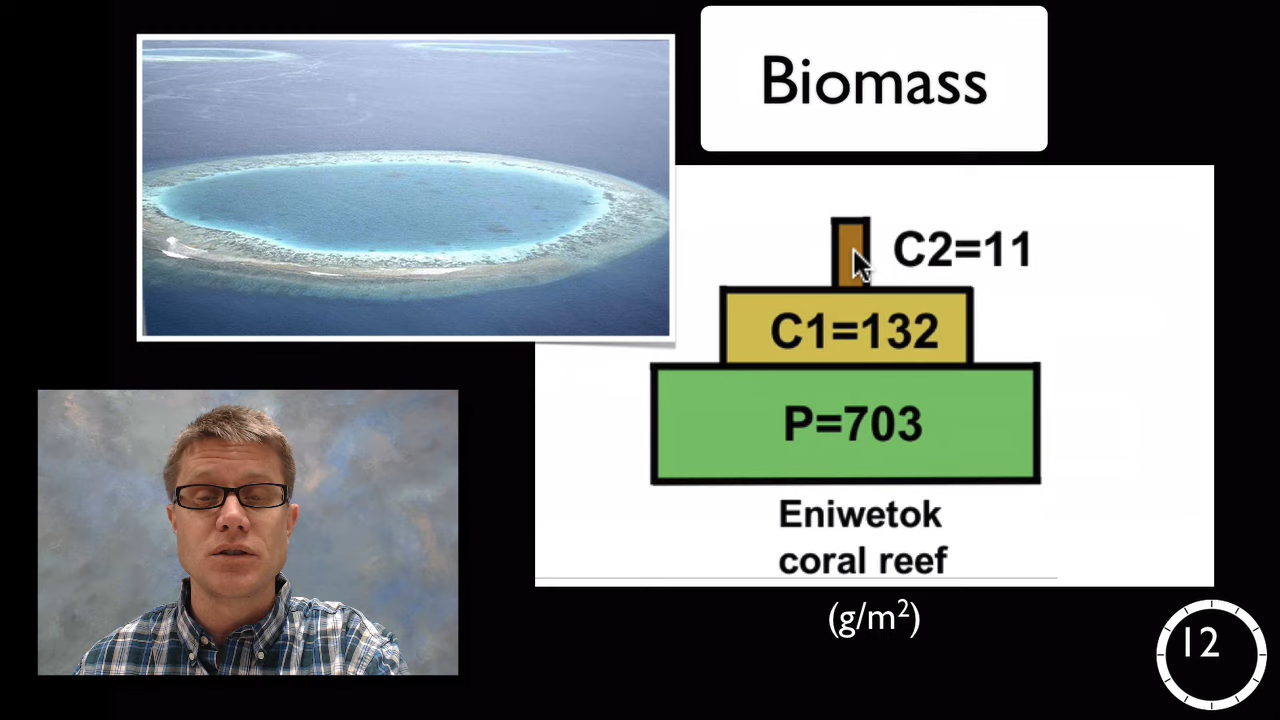 Biomass
C2=11
C1=132
P=703
Eniwetok
coral reef
(g/m²)
12